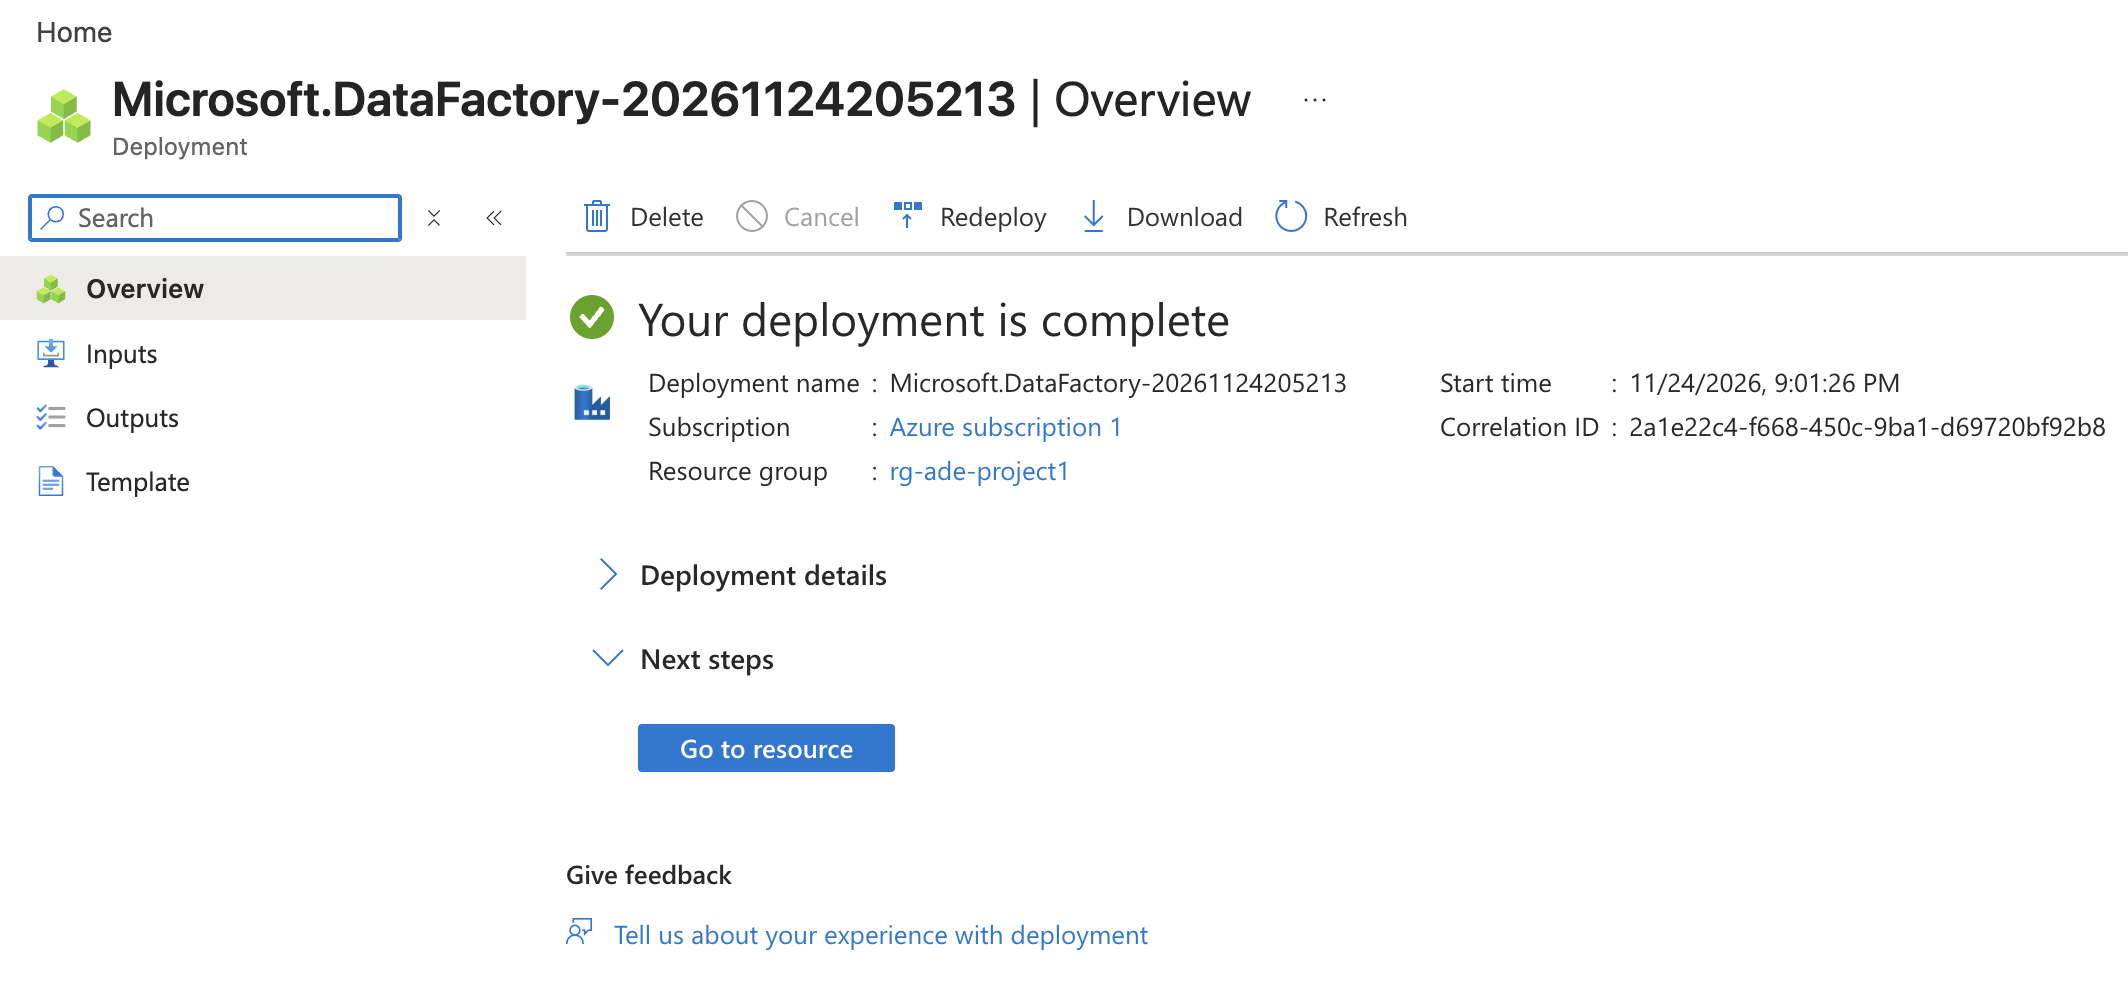 Home
Microsoft.DataFactory-20261124205213 | Overview ...
Deployment
Search
Overview
Inputs
Outputs
Template
Delete Cancel Redeploy Download Refresh
Your deployment is complete
Deployment name : Microsoft.DataFactory-20261124205213
Subscription : Azure subscription 1
Resource group : rg-ade-project1
Start time : 11/24/2026, 9:01:26 PM
Correlation ID : 2a1e22c4-f668-450c-9ba1-d69720bf92b8
Deployment details
Next steps
Go to resource
Give feedback
Tell us about your experience with deployment